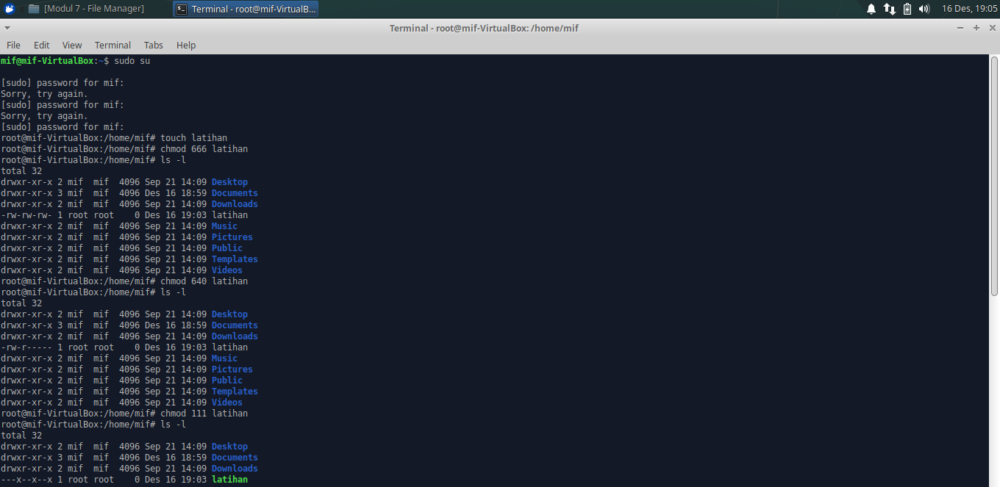 [Modul 7 - File Manager]
Terminal - root@mif-VirtualB...
16 Des, 19:05
Terminal - root@mif-VirtualBox: /home/mif
File Edit View Terminal Tabs Help
mif@mif-VirtualBox:~$ sudo su
[sudo] password for mif:
Sorry, try again.
[sudo] password for mif:
Sorry, try again.
[sudo] password for mif:
root@mif-VirtualBox:/home/mif# touch latihan
root@mif-VirtualBox:/home/mif# chmod 666 latihan
root@mif-VirtualBox:/home/mif# ls -l
total 32
drwxr-xr-x 2 mif  mif  4096 Sep 21 14:09 Desktop
drwxr-xr-x 3 mif  mif  4096 Des 16 18:59 Documents
drwxr-xr-x 2 mif  mif  4096 Sep 21 14:09 Downloads
-rw-rw-rw- 1 root root    0 Des 16 19:03 latihan
drwxr-xr-x 2 mif  mif  4096 Sep 21 14:09 Music
drwxr-xr-x 2 mif  mif  4096 Sep 21 14:09 Pictures
drwxr-xr-x 2 mif  mif  4096 Sep 21 14:09 Public
drwxr-xr-x 2 mif  mif  4096 Sep 21 14:09 Templates
drwxr-xr-x 2 mif  mif  4096 Sep 21 14:09 Videos
root@mif-VirtualBox:/home/mif# chmod 640 latihan
root@mif-VirtualBox:/home/mif# ls -l
total 32
drwxr-xr-x 2 mif  mif  4096 Sep 21 14:09 Desktop
drwxr-xr-x 3 mif  mif  4096 Des 16 18:59 Documents
drwxr-xr-x 2 mif  mif  4096 Sep 21 14:09 Downloads
-rw-r----- 1 root root    0 Des 16 19:03 latihan
drwxr-xr-x 2 mif  mif  4096 Sep 21 14:09 Music
drwxr-xr-x 2 mif  mif  4096 Sep 21 14:09 Pictures
drwxr-xr-x 2 mif  mif  4096 Sep 21 14:09 Public
drwxr-xr-x 2 mif  mif  4096 Sep 21 14:09 Templates
drwxr-xr-x 2 mif  mif  4096 Sep 21 14:09 Videos
root@mif-VirtualBox:/home/mif# chmod 111 latihan
root@mif-VirtualBox:/home/mif# ls -l
total 32
drwxr-xr-x 2 mif  mif  4096 Sep 21 14:09 Desktop
drwxr-xr-x 3 mif  mif  4096 Des 16 18:59 Documents
drwxr-xr-x 2 mif  mif  4096 Sep 21 14:09 Downloads
---x--x--x 1 root root    0 Des 16 19:03 latihan